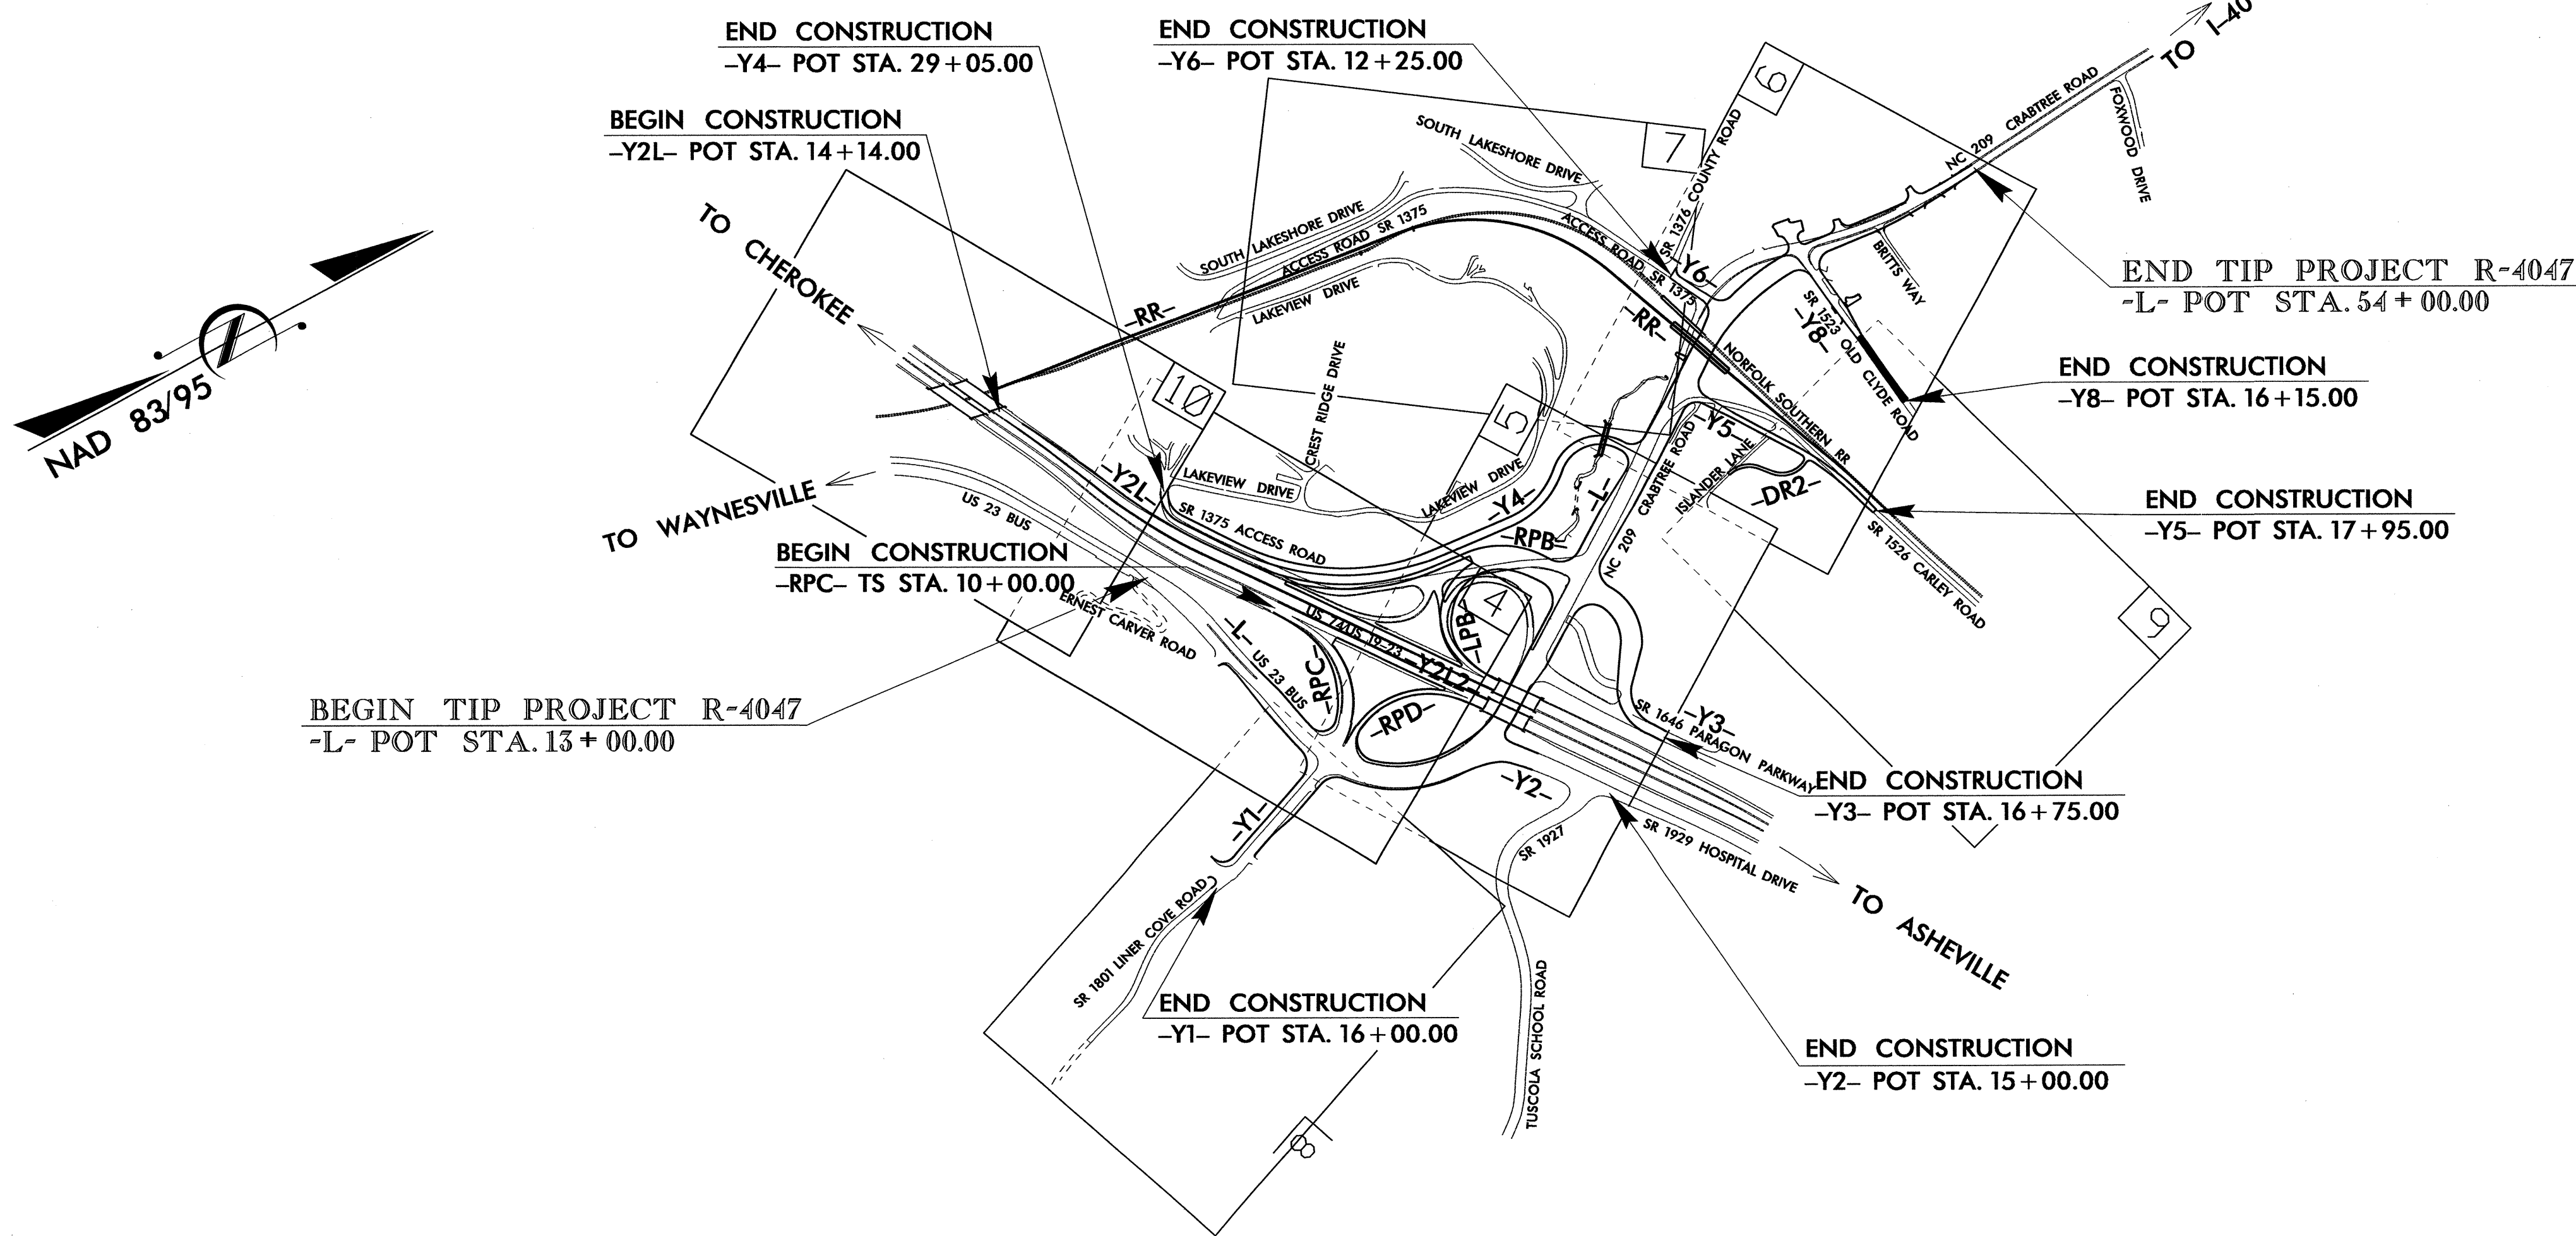 END CONSTRUCTION
–Y4– POT STA. 29+05.00
END CONSTRUCTION
–Y6– POT STA. 12+25.00
TO I-40
BEGIN CONSTRUCTION
–Y2L– POT STA. 14+14.00
6
7
SOUTH LAKESHORE DRIVE
SR 1376 COUNTY ROAD
NC 209 CRABTREE ROAD
FOXWOOD DRIVE
TO CHEROKEE
SOUTH LAKESHORE DRIVE
ACCESS ROAD SR 1375
ACCESS ROAD SR 1375
–Y6–
BRITTS WAY
END TIP PROJECT R-4047
-L- POT STA. 54+00.00
NAD 83/95
–RR–
LAKEVIEW DRIVE
–RR–
SR 1523 OLD CLYDE ROAD
–Y8–
END CONSTRUCTION
–Y8– POT STA. 16+15.00
NORFOLK SOUTHERN RR
10
CREST RIDGE DRIVE
5
–Y5–
ISLANDER LANE
–DR2–
–Y2L–
LAKEVIEW DRIVE
LAKEVIEW DRIVE
–Y4–
–L–
NC 209 CRABTREE ROAD
END CONSTRUCTION
–Y5– POT STA. 17+95.00
TO WAYNESVILLE
US 23 BUS
SR 1375 ACCESS ROAD
–RPB–
SR 1526 CARLEY ROAD
BEGIN CONSTRUCTION
–RPC– TS STA. 10+00.00
ERNEST CARVER ROAD
4
9
–LPB–
US 74/US 19-23
–Y2L2–
–L–
US 23 BUS
–RPC–
–RPD–
BEGIN TIP PROJECT R-4047
-L- POT STA. 13+00.00
–Y3–
SR 1646 PARAGON PARKWAY
END CONSTRUCTION
–Y3– POT STA. 16+75.00
–Y2–
–Y1–
SR 1927
SR 1929 HOSPITAL DRIVE
TO ASHEVILLE
SR 1801 LINER COVE ROAD
END CONSTRUCTION
–Y1– POT STA. 16+00.00
TUSCOLA SCHOOL ROAD
END CONSTRUCTION
–Y2– POT STA. 15+00.00
8